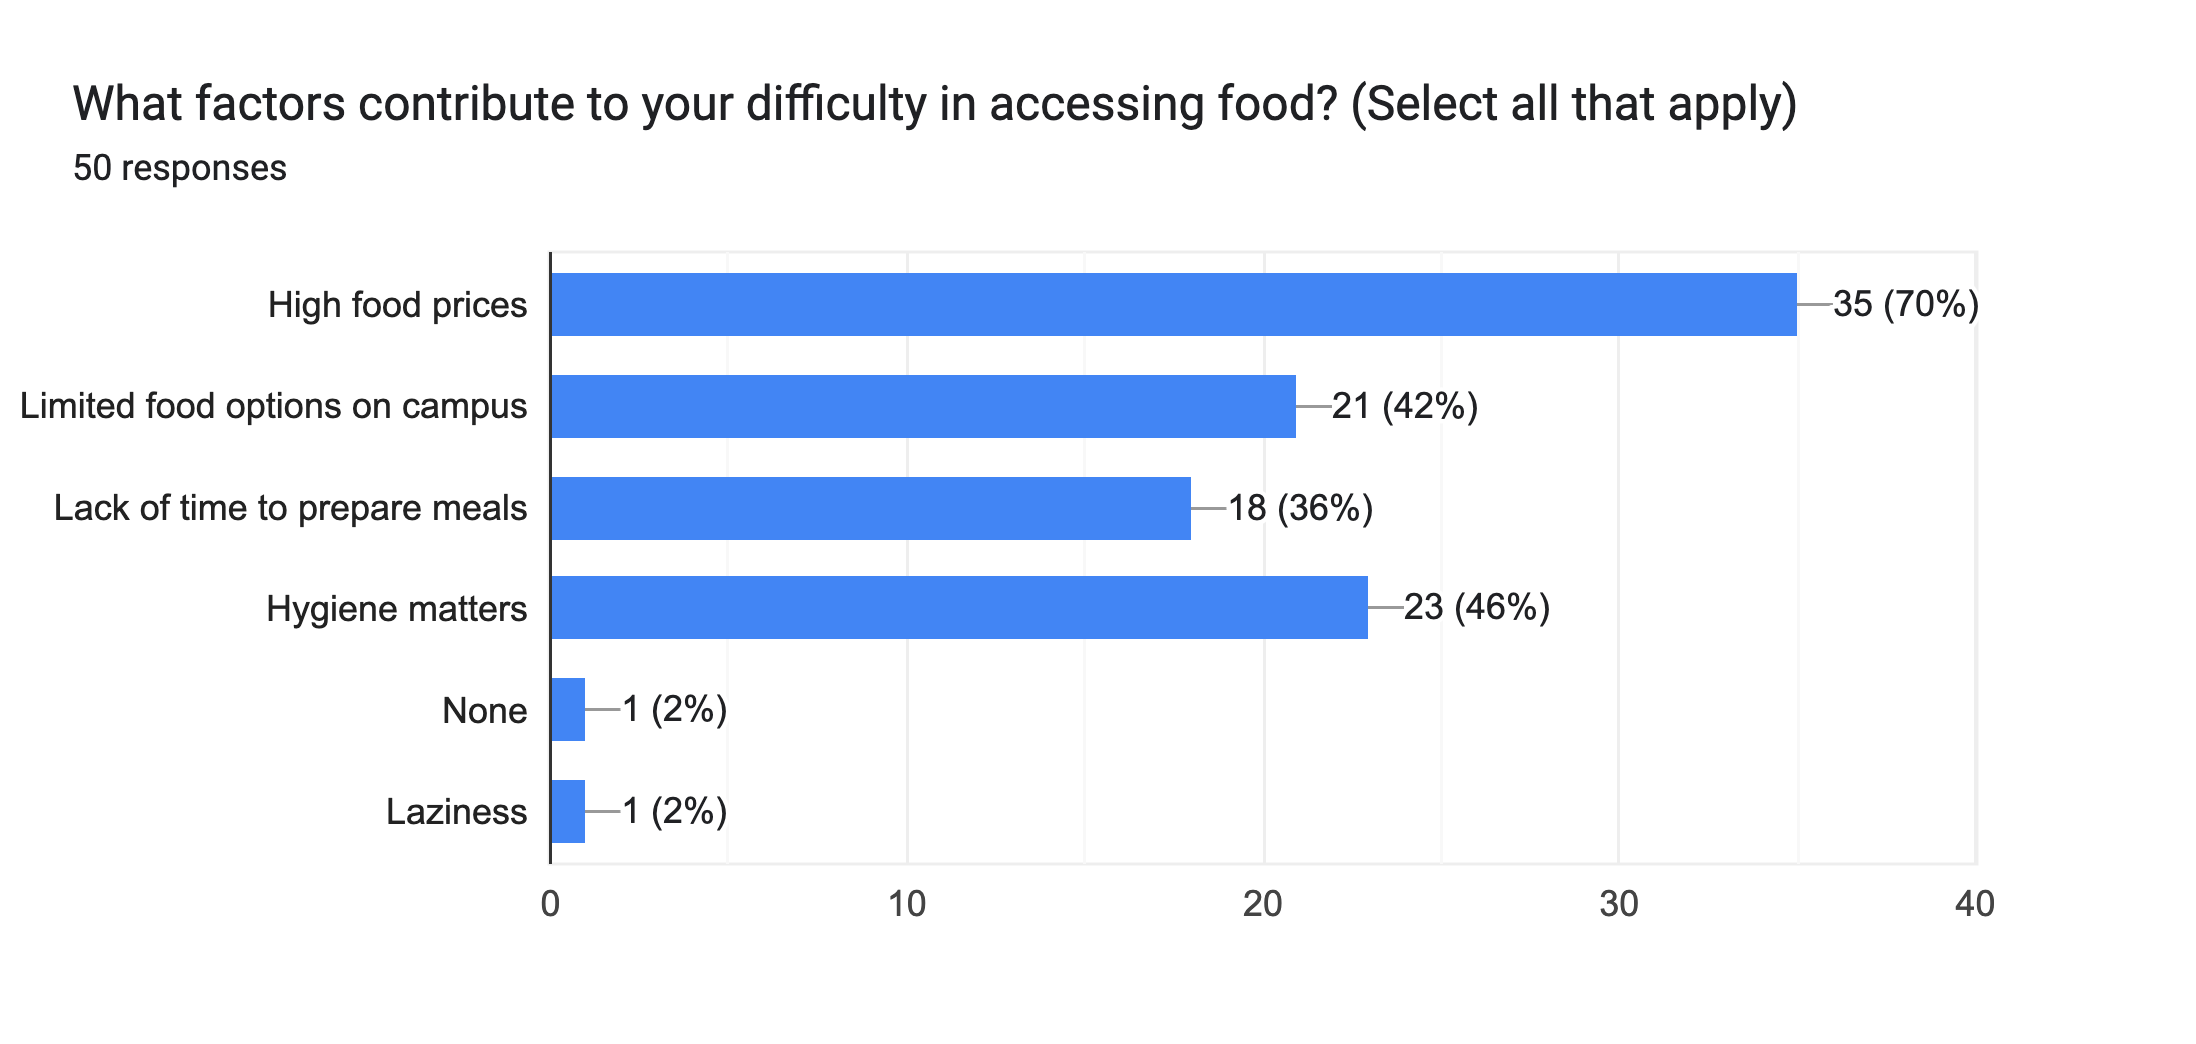 What factors contribute to your difficulty in accessing food? (Select all that apply)
50 responses
High food prices
35 (70%)
Limited food options on campus
21 (42%)
Lack of time to prepare meals
18 (36%)
Hygiene matters
23 (46%)
None
1 (2%)
Laziness
1 (2%)
0 10 20 30 40